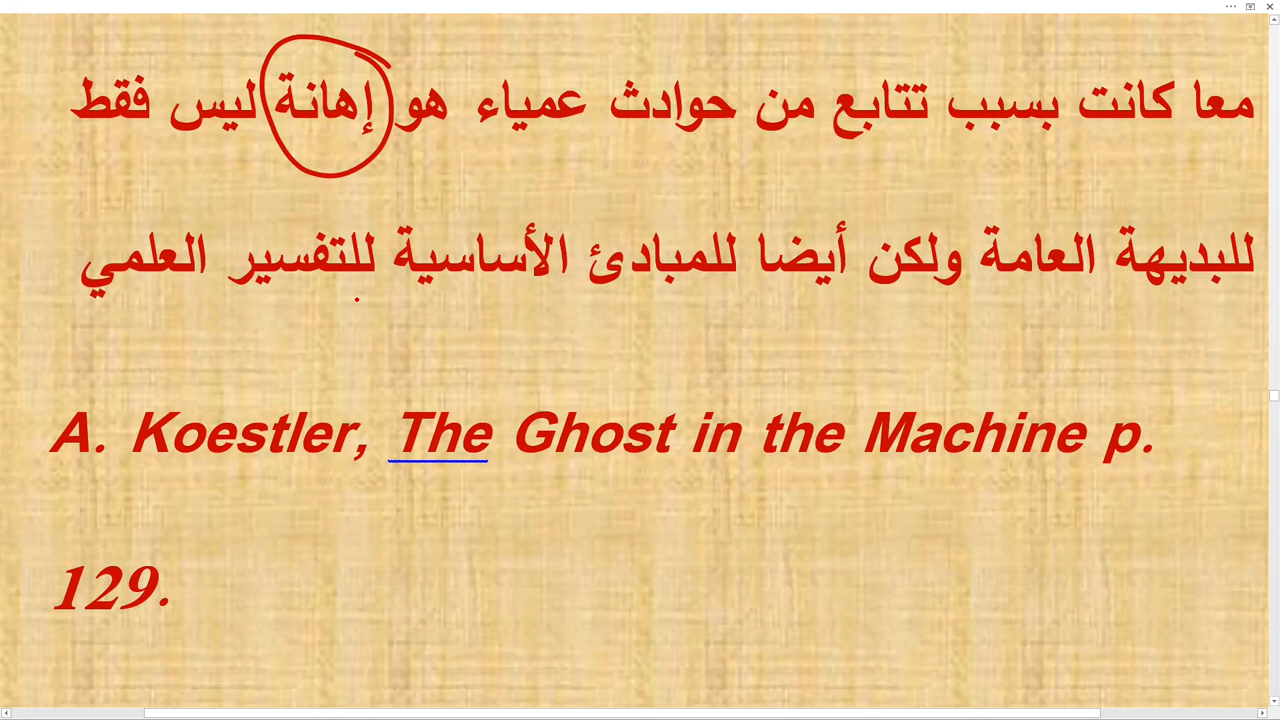 معا كانت بسبب تتابع من حوادث عمياء هو إهانة ليس فقط
للبديهة العامة ولكن أيضا للمبادئ الأساسية للتفسير العلمي
A. Koestler, The Ghost in the Machine p.
129.